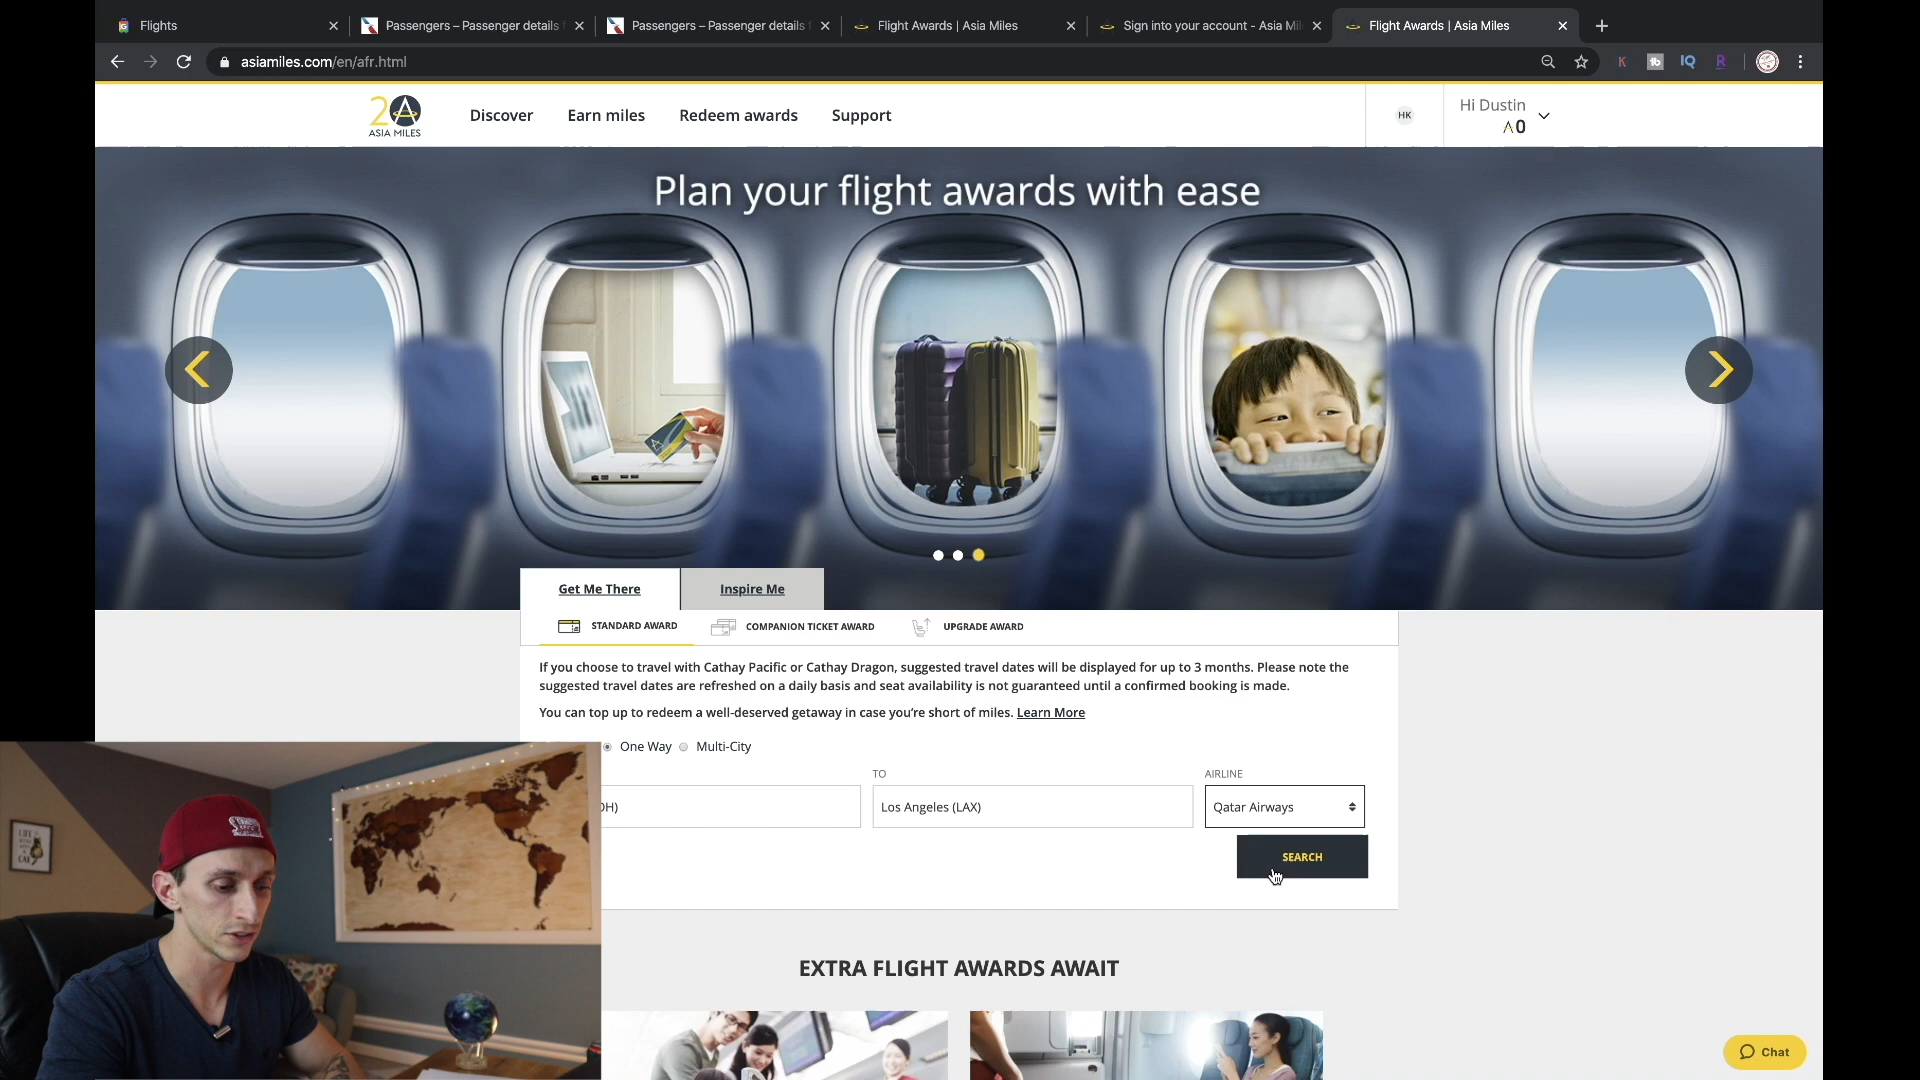 Flights
Passengers – Passenger details
Passengers – Passenger details
Flight Awards | Asia Miles
Sign into your account - Asia Mi
Flight Awards | Asia Miles
asiamiles.com/en/afr.html
K
tb
IQ
R
2A
ASIA MILES
Discover
Earn miles
Redeem awards
Support
HK
Hi Dustin
0
Plan your flight awards with ease
Get Me There
Inspire Me
STANDARD AWARD
COMPANION TICKET AWARD
UPGRADE AWARD
If you choose to travel with Cathay Pacific or Cathay Dragon, suggested travel dates will be displayed for up to 3 months. Please note the
suggested travel dates are refreshed on a daily basis and seat availability is not guaranteed until a confirmed booking is made.
You can top up to redeem a well-deserved getaway in case you're short of miles. Learn More
One Way
Multi-City
TO
AIRLINE
OH)
Los Angeles (LAX)
Qatar Airways
SEARCH
EXTRA FLIGHT AWARDS AWAIT
LIFE
CAT
Chat